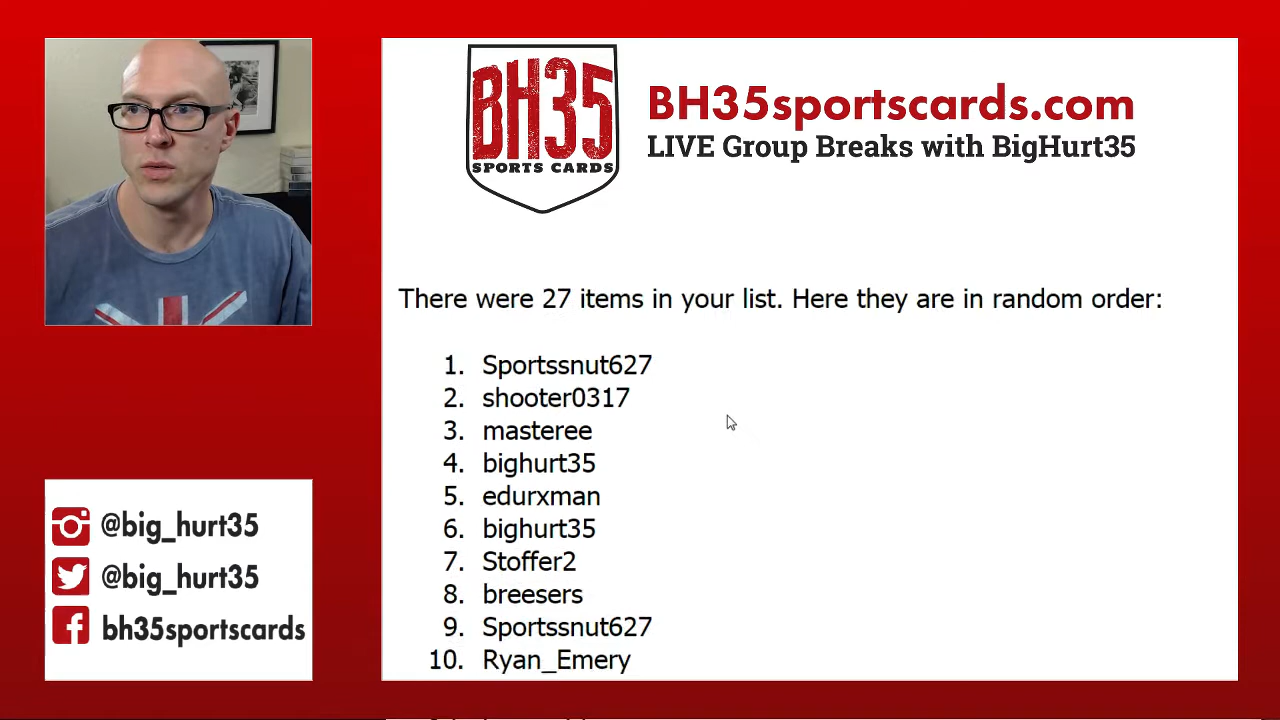 BH35
SPORTS CARDS
BH35sportscards.com
LIVE Group Breaks with BigHurt35
There were 27 items in your list. Here they are in random order:
1. Sportssnut627
2. shooter0317
3. masteree
4. bighurt35
5. edurxman
6. bighurt35
7. Stoffer2
8. breesers
9. Sportssnut627
10. Ryan_Emery
@big_hurt35
@big_hurt35
bh35sportscards